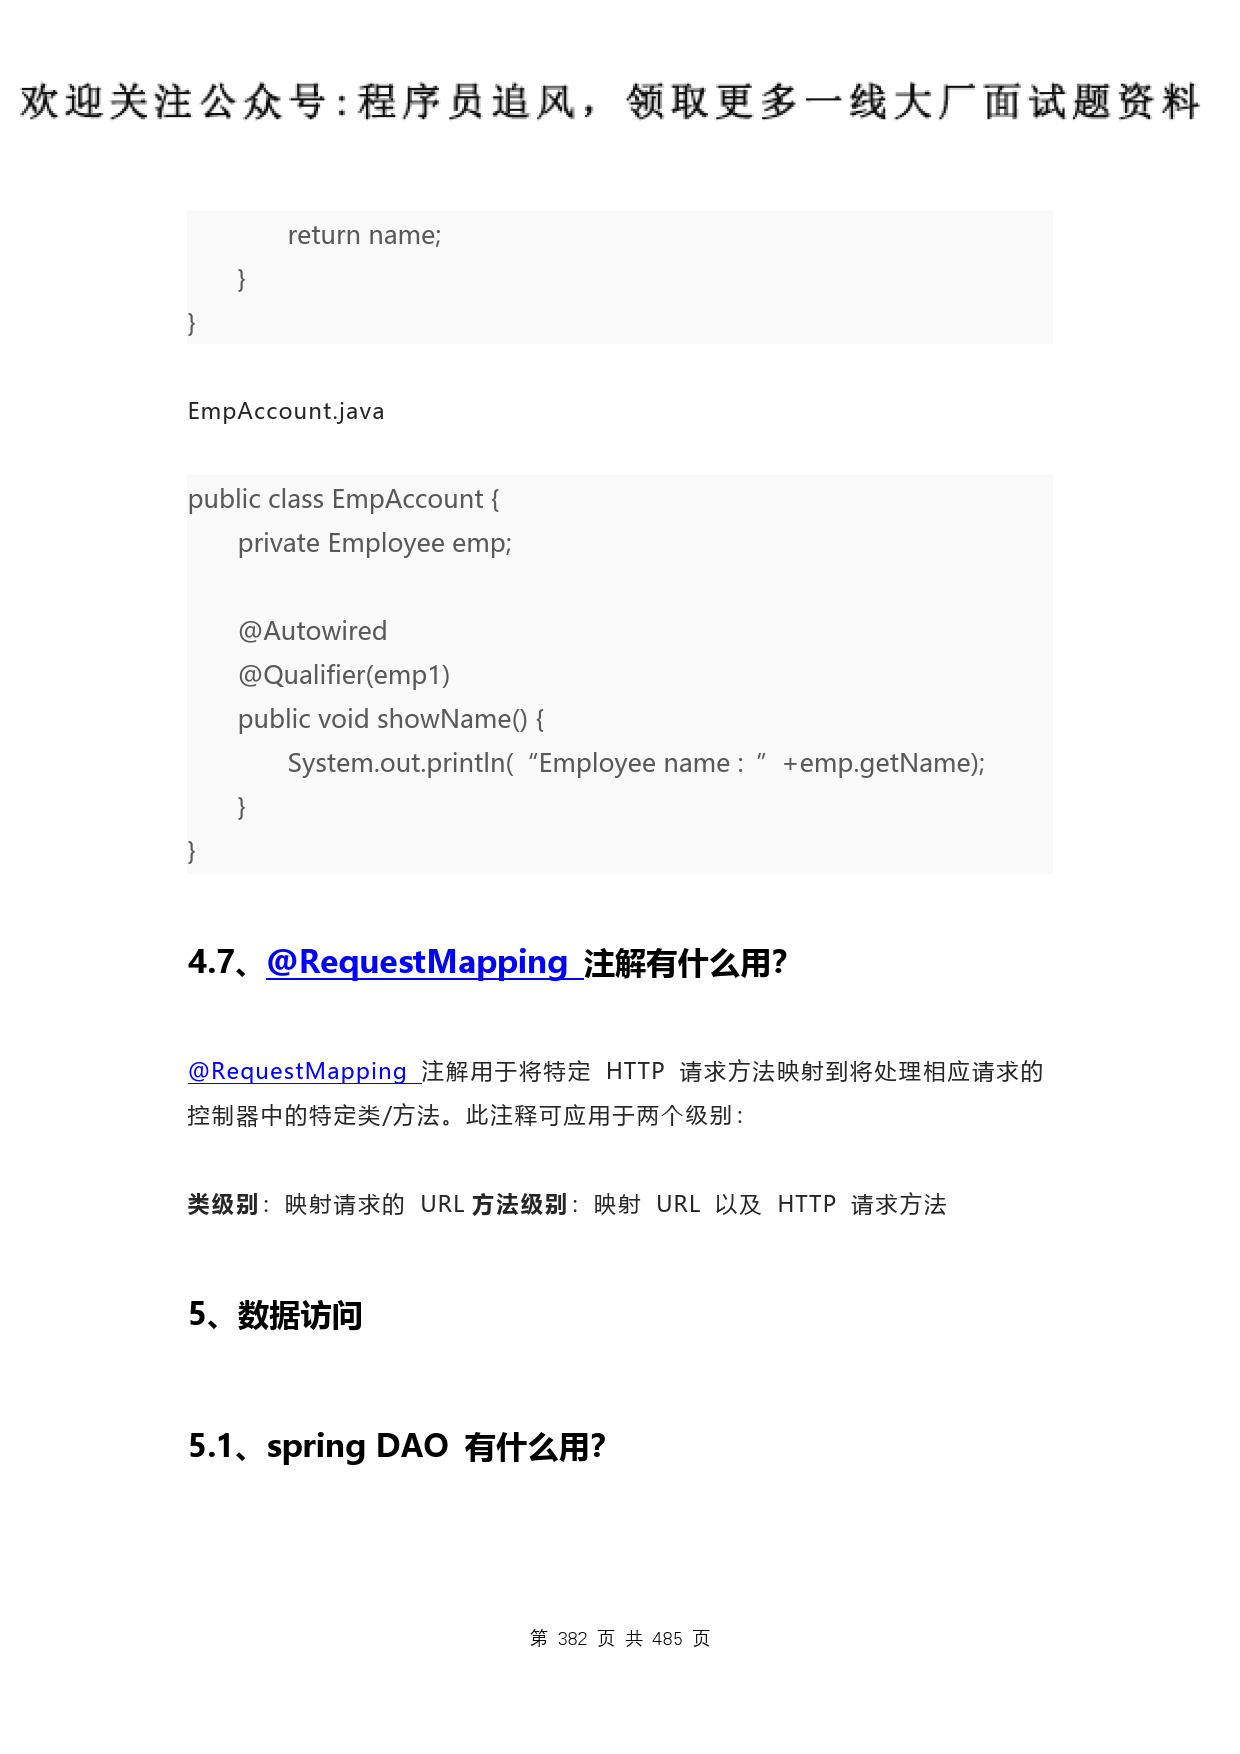 欢迎关注公众号:程序员追风，领取更多一线大厂面试题资料
return name;
}
}
EmpAccount.java
public class EmpAccount {
private Employee emp;
@Autowired
@Qualifier(emp1)
public void showName() {
System.out.println( “Employee name : ” +emp.getName);
}
}
4.7、@RequestMapping 注解有什么用？
@RequestMapping 注解用于将特定 HTTP 请求方法映射到将处理相应请求的
控制器中的特定类/方法。此注释可应用于两个级别：
类级别：映射请求的 URL 方法级别：映射 URL 以及 HTTP 请求方法
5、数据访问
5.1、spring DAO 有什么用？
第 382 页 共 485 页